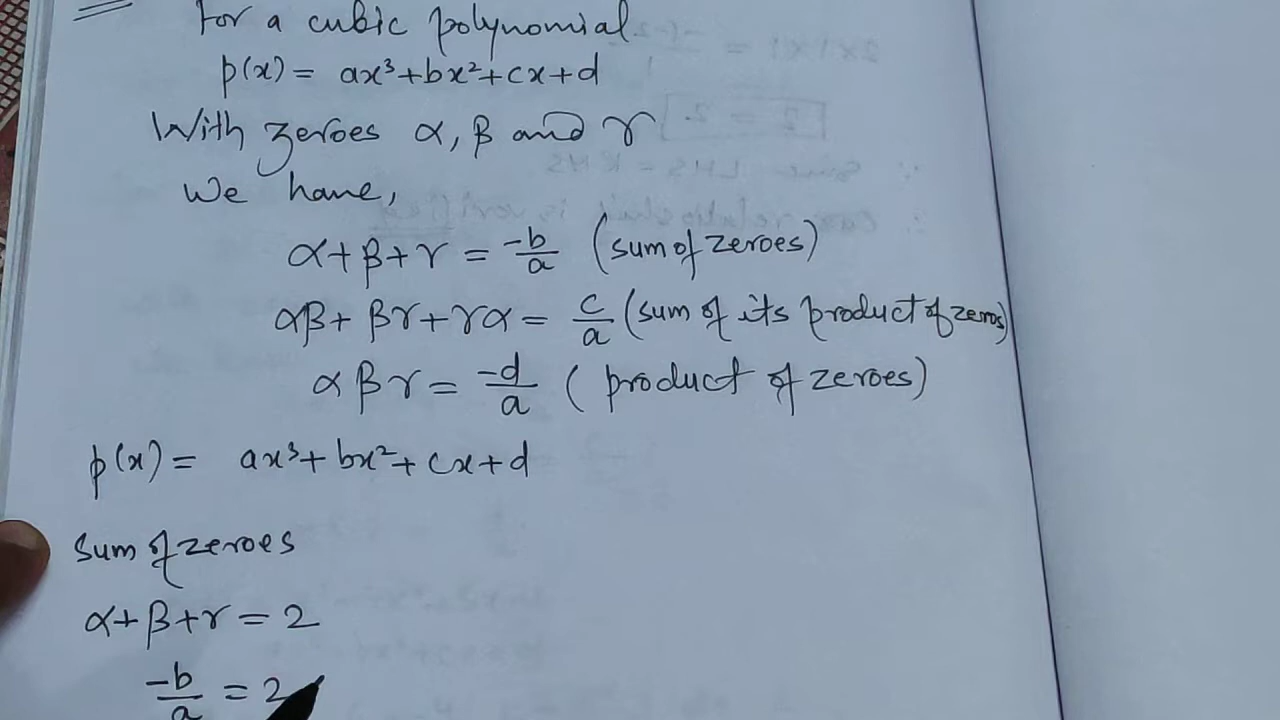 For a cubic polynomial
p(x) = ax³+bx²+cx+d
With zeroes α, β and γ
We have,
α+β+γ = -b/a (sum of zeroes)
αβ+ βγ+γα = c/a (sum of its product of zeros)
αβγ = -d/a ( product of zeroes)
p(x) = ax³+ bx²+cx+d
Sum of zeroes
α+β+γ = 2
-b/a = 2